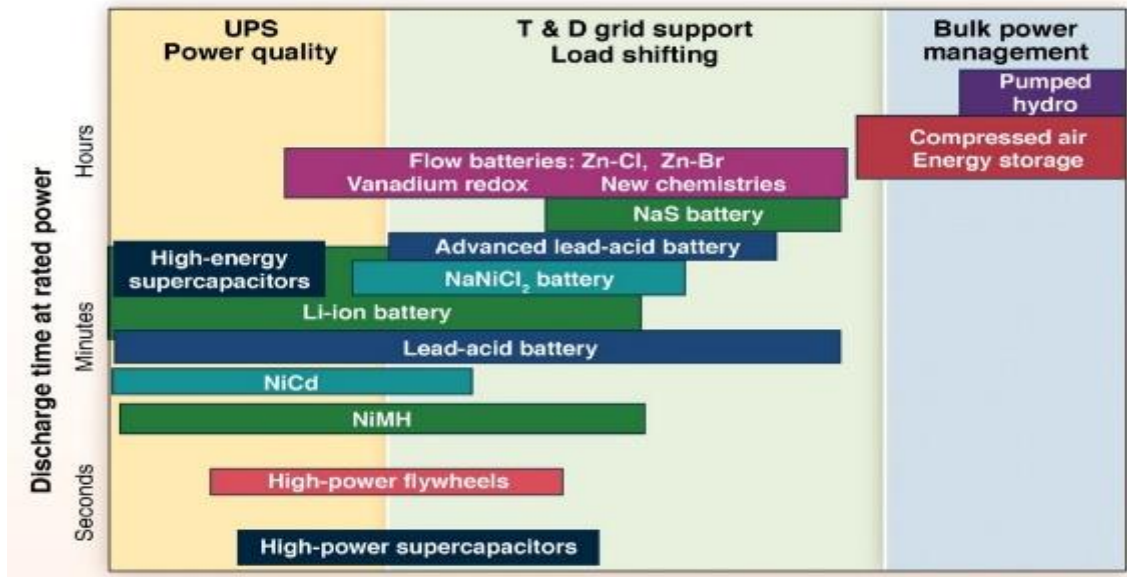 UPS
Power quality
T & D grid support
Load shifting
Bulk power
management
Pumped
hydro
Compressed air
Energy storage
Flow batteries: Zn-Cl, Zn-Br
Vanadium redox New chemistries
NaS battery
Advanced lead-acid battery
High-energy
supercapacitors
NaNiCl₂ battery
Li-ion battery
Lead-acid battery
NiCd
NiMH
High-power flywheels
High-power supercapacitors
Discharge time at rated power
Hours
Minutes
Seconds